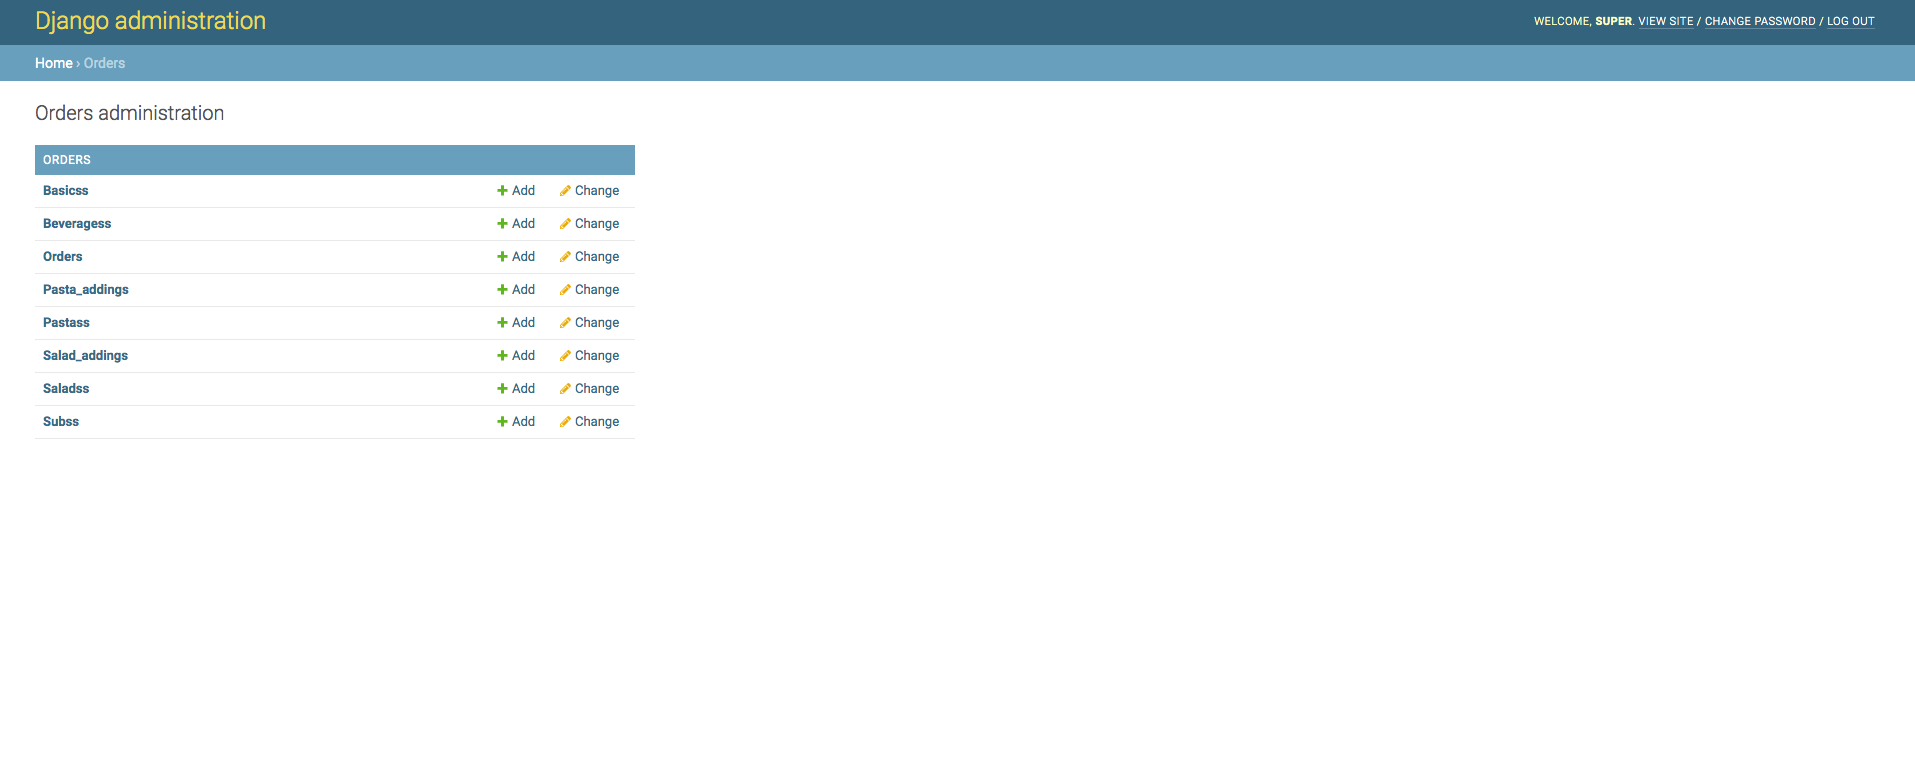 Django administration
WELCOME, SUPER. VIEW SITE / CHANGE PASSWORD / LOG OUT
Home › Orders
Orders administration
ORDERS
Basicss Add Change
Beveragess Add Change
Orders Add Change
Pasta_addings Add Change
Pastass Add Change
Salad_addings Add Change
Saladss Add Change
Subss Add Change